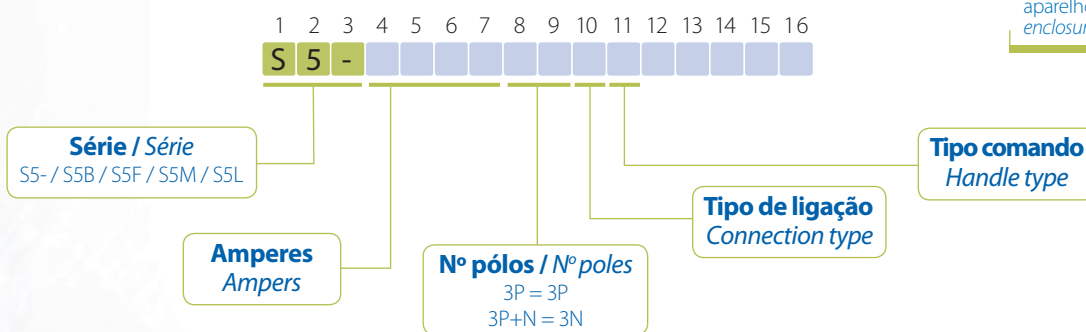 aparelho
enclosur
1 2 3 4 5 6 7 8 9 10 11 12 13 14 15 16
S 5 -
Série / Série
S5- / S5B / S5F / S5M / S5L
Tipo comando
Handle type
Tipo de ligação
Connection type
Amperes
Ampers
Nº pólos / Nº poles
3P = 3P
3P+N = 3N